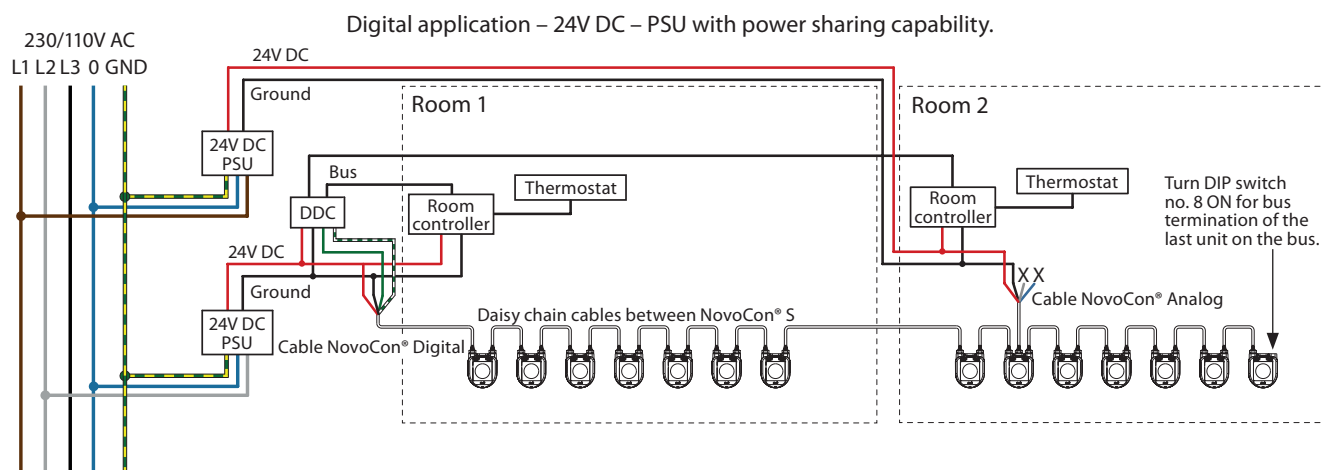 Digital application – 24V DC – PSU with power sharing capability.
230/110V AC
L1 L2 L3 0 GND
24V DC
Ground
24V DC
PSU
Room 1
Room 2
Bus
DDC
Room
controller
Thermostat
Room
controller
Thermostat
Turn DIP switch
no. 8 ON for bus
termination of the
last unit on the bus.
24V DC
Ground
24V DC
PSU
Cable NovoCon® Digital
Daisy chain cables between NovoCon® S
X X
Cable NovoCon® Analog